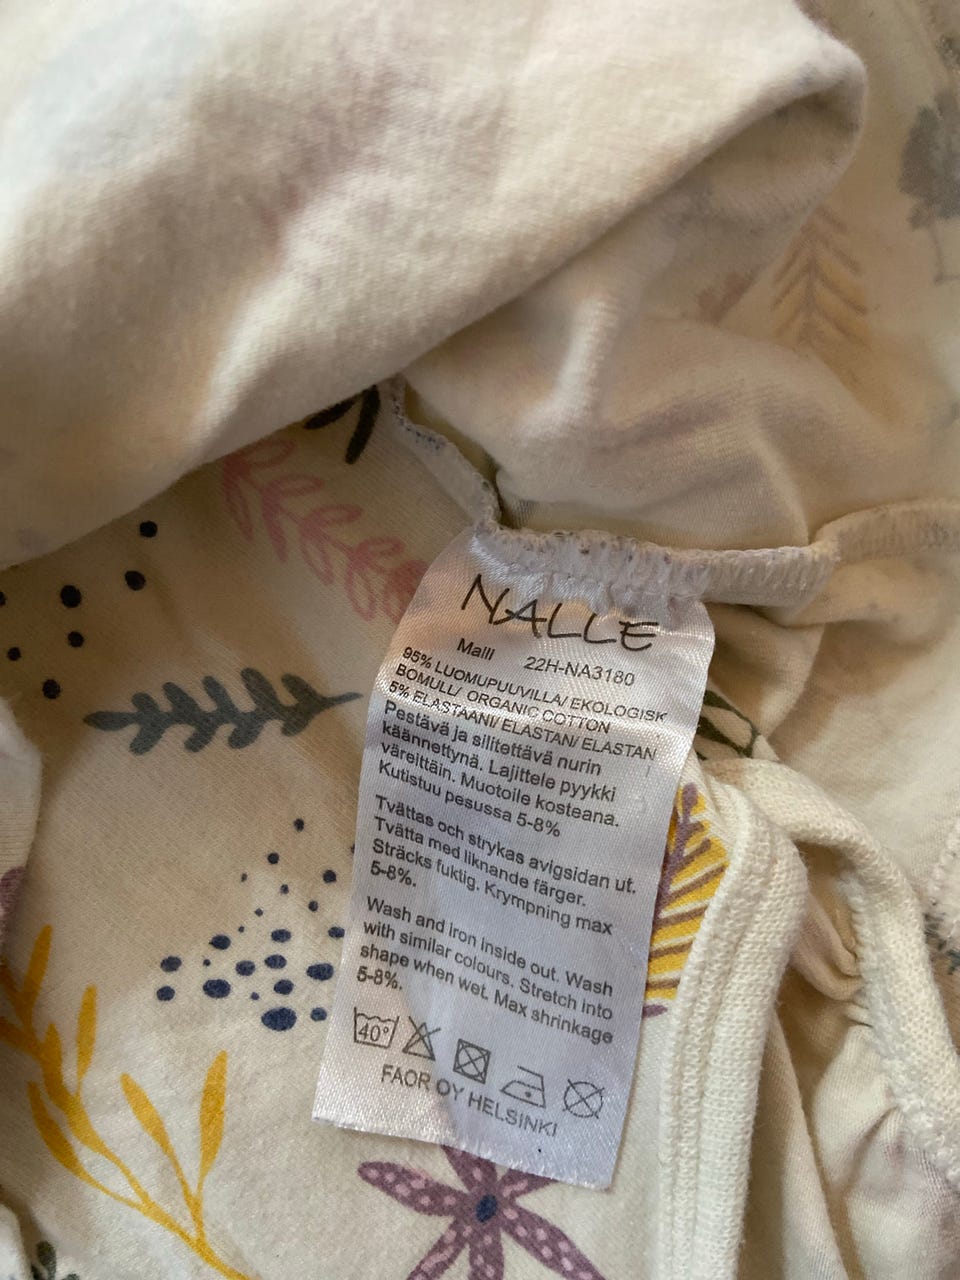 NALLE
Malli 22H-NA3180
95% LUOMUPUUVILLA/ EKOLOGISK
BOMULL/ ORGANIC COTTON
5% ELASTAANI/ ELASTAN/ ELASTAN
Pestävä ja silitettävä nurin
käännettynä. Lajittele pyykki
väreittäin. Muotoile kosteana.
Kutistuu pesussa 5-8%
Tvättas och strykas avigsidan ut.
Tvätta med liknande färger.
Sträcks fuktig. Krympning max
5-8%.
Wash and iron inside out. Wash
with similar colours. Stretch into
shape when wet. Max shrinkage
5-8%.
40°
FAOR OY HELSINKI